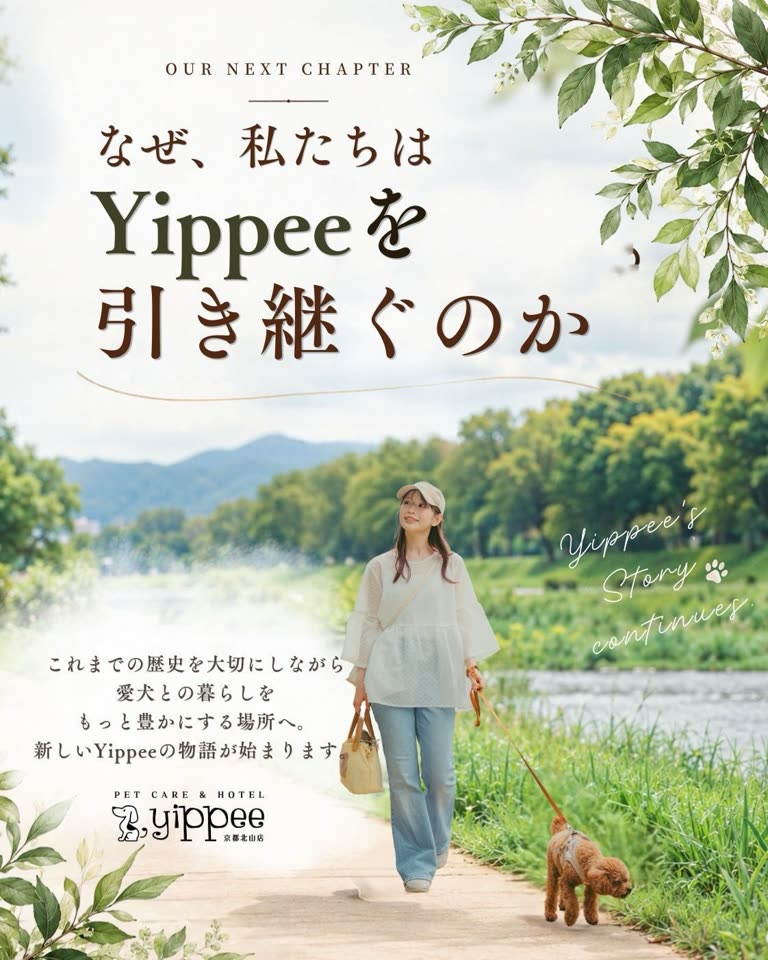 OUR NEXT CHAPTER
なぜ、私たちは
Yippeeを
引き継ぐのか
Yippee's
Story
continues.
これまでの歴史を大切にしながら
愛犬との暮らしを
もっと豊かにする場所へ。
新しいYippeeの物語が始まります
PET CARE & HOTEL
yippee
京都北山店